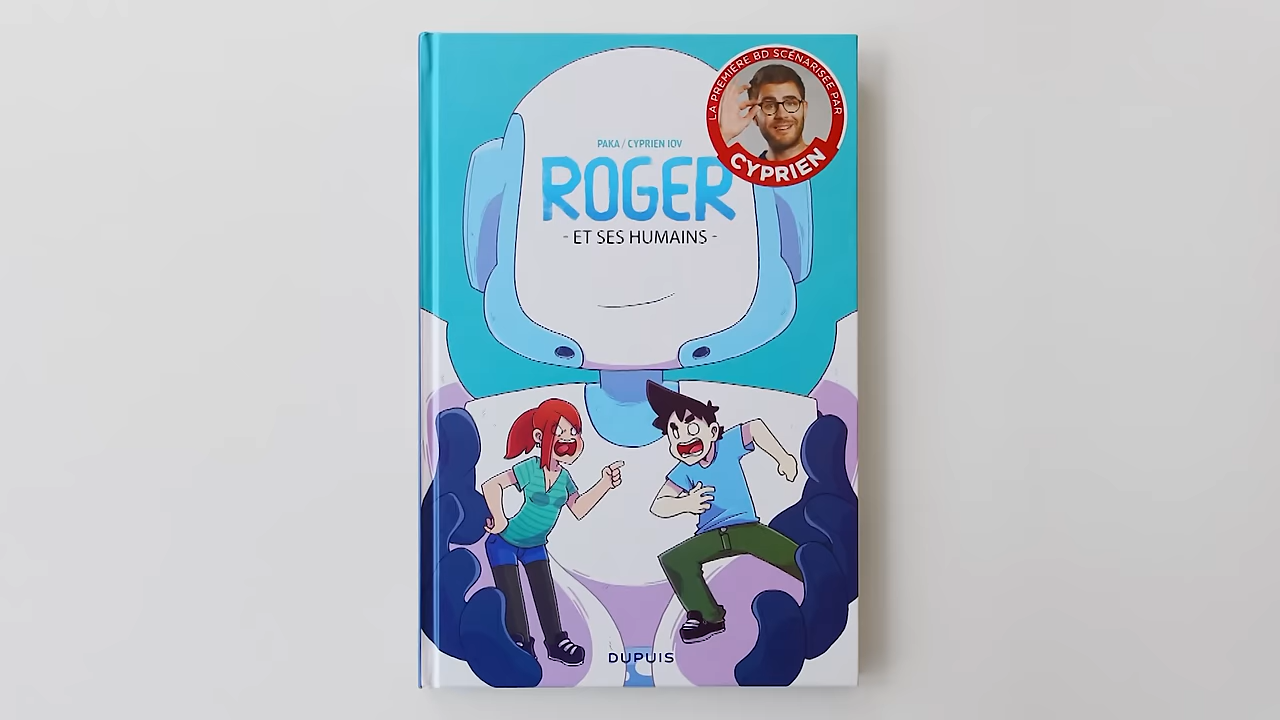 LA PREMIÈRE BD SCÉNARISÉE PAR
CYPRIEN
PAKA / CYPRIEN IOV
ROGER
- ET SES HUMAINS -
DUPUIS